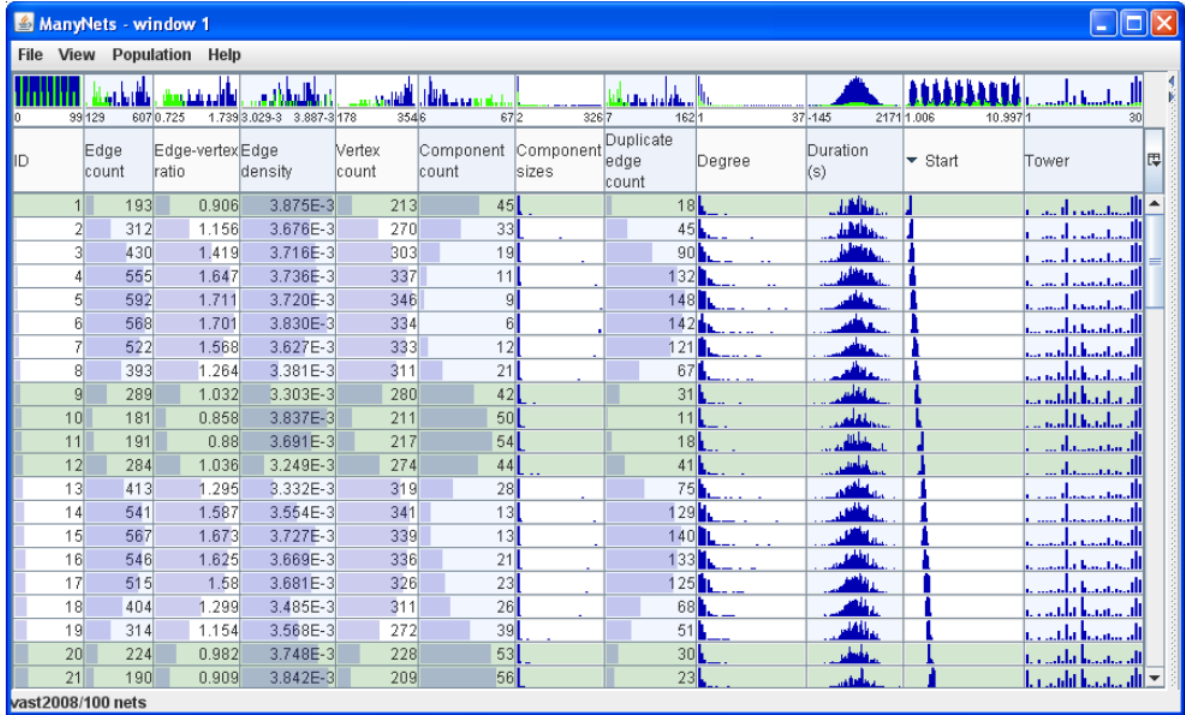 ManyNets - window 1
File View Population Help
0 99 129 607 0.725 1.739 3.029-3 3.887-3 178 354 6 67 2 326 7 162 1 37 -145 2171 1.006 10.997 1 30
ID Edge count Edge-vertex ratio Edge density Vertex count Component count Component sizes Duplicate edge count Degree Duration (s) Start Tower
1 193 0.906 3.875E-3 213 45 18
2 312 1.156 3.676E-3 270 33 45
3 430 1.419 3.716E-3 303 19 90
4 555 1.647 3.736E-3 337 11 132
5 592 1.711 3.720E-3 346 9 148
6 568 1.701 3.830E-3 334 6 142
7 522 1.568 3.627E-3 333 12 121
8 393 1.264 3.381E-3 311 21 67
9 289 1.032 3.303E-3 280 42 31
10 181 0.858 3.837E-3 211 50 11
11 191 0.88 3.691E-3 217 54 18
12 284 1.036 3.249E-3 274 44 41
13 413 1.295 3.332E-3 319 28 75
14 541 1.587 3.554E-3 341 13 129
15 567 1.673 3.727E-3 339 13 140
16 546 1.625 3.669E-3 336 21 133
17 515 1.58 3.681E-3 326 23 125
18 404 1.299 3.485E-3 311 26 68
19 314 1.154 3.568E-3 272 39 51
20 224 0.982 3.748E-3 228 53 30
21 190 0.909 3.842E-3 209 56 23
vast2008/100 nets